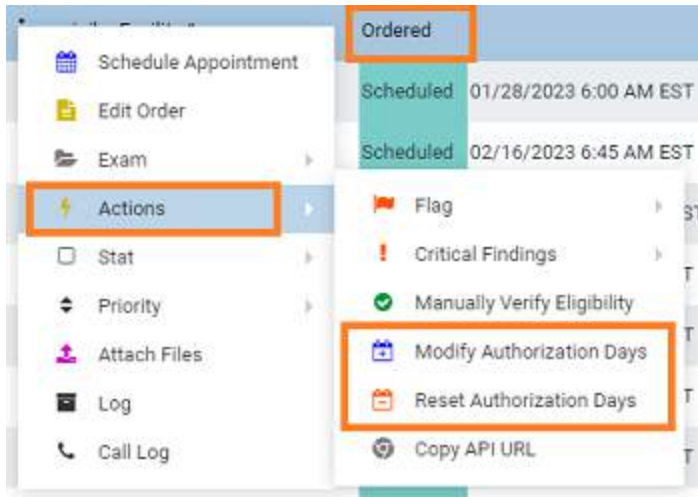 Ordered
Schedule Appointment
Scheduled 01/28/2023 6:00 AM EST
Edit Order
Exam
Scheduled 02/16/2023 6:45 AM EST
Actions
Flag
Stat
Critical Findings
Priority
Manually Verify Eligibility
Attach Files
Modify Authorization Days
Log
Reset Authorization Days
Call Log
Copy API URL